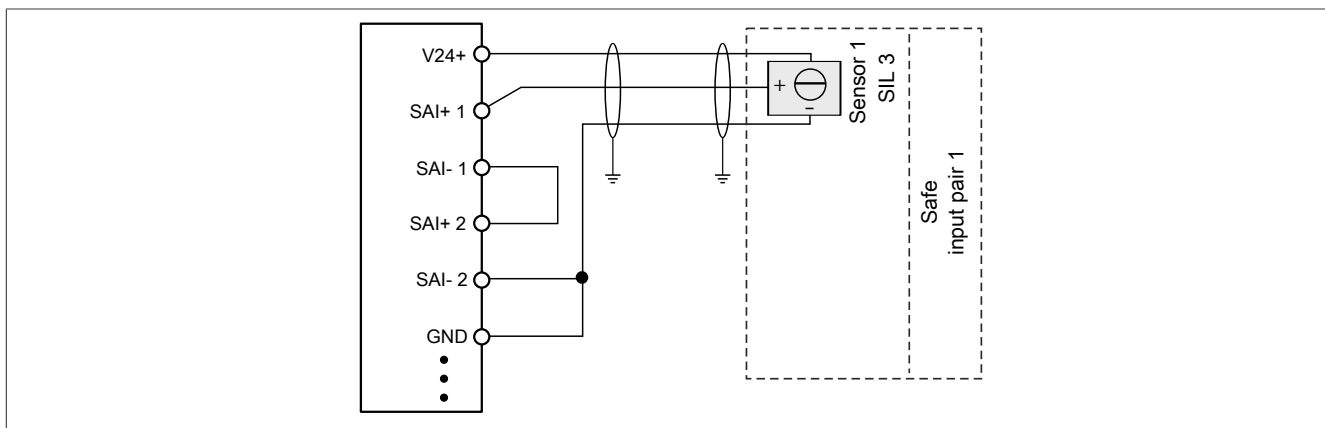 V24+
SAI+ 1
SAI- 1
SAI+ 2
SAI- 2
GND
+
-
Sensor 1
SIL 3
Safe
input pair 1